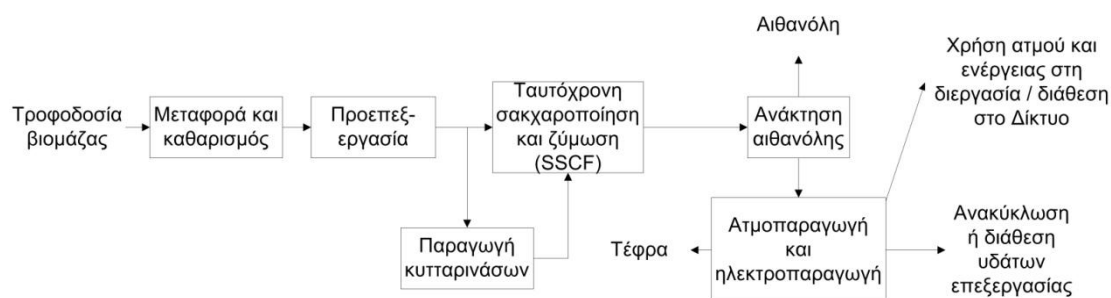 Τροφοδοσία
βιομάζας
Μεταφορά και
καθαρισμός
Προεπεξ-
εργασία
Ταυτόχρονη
σακχαροποίηση
και ζύμωση
(SSCF)
Παραγωγή
κυτταρινάσων
Αιθανόλη
Ανάκτηση
αιθανόλης
Χρήση ατμού και
ενέργειας στη
διεργασία / διάθεση
στο Δίκτυο
Τέφρα
Ατμοπαραγωγή
και
ηλεκτροπαραγωγή
Ανακύκλωση
ή διάθεση
υδάτων
επεξεργασίας